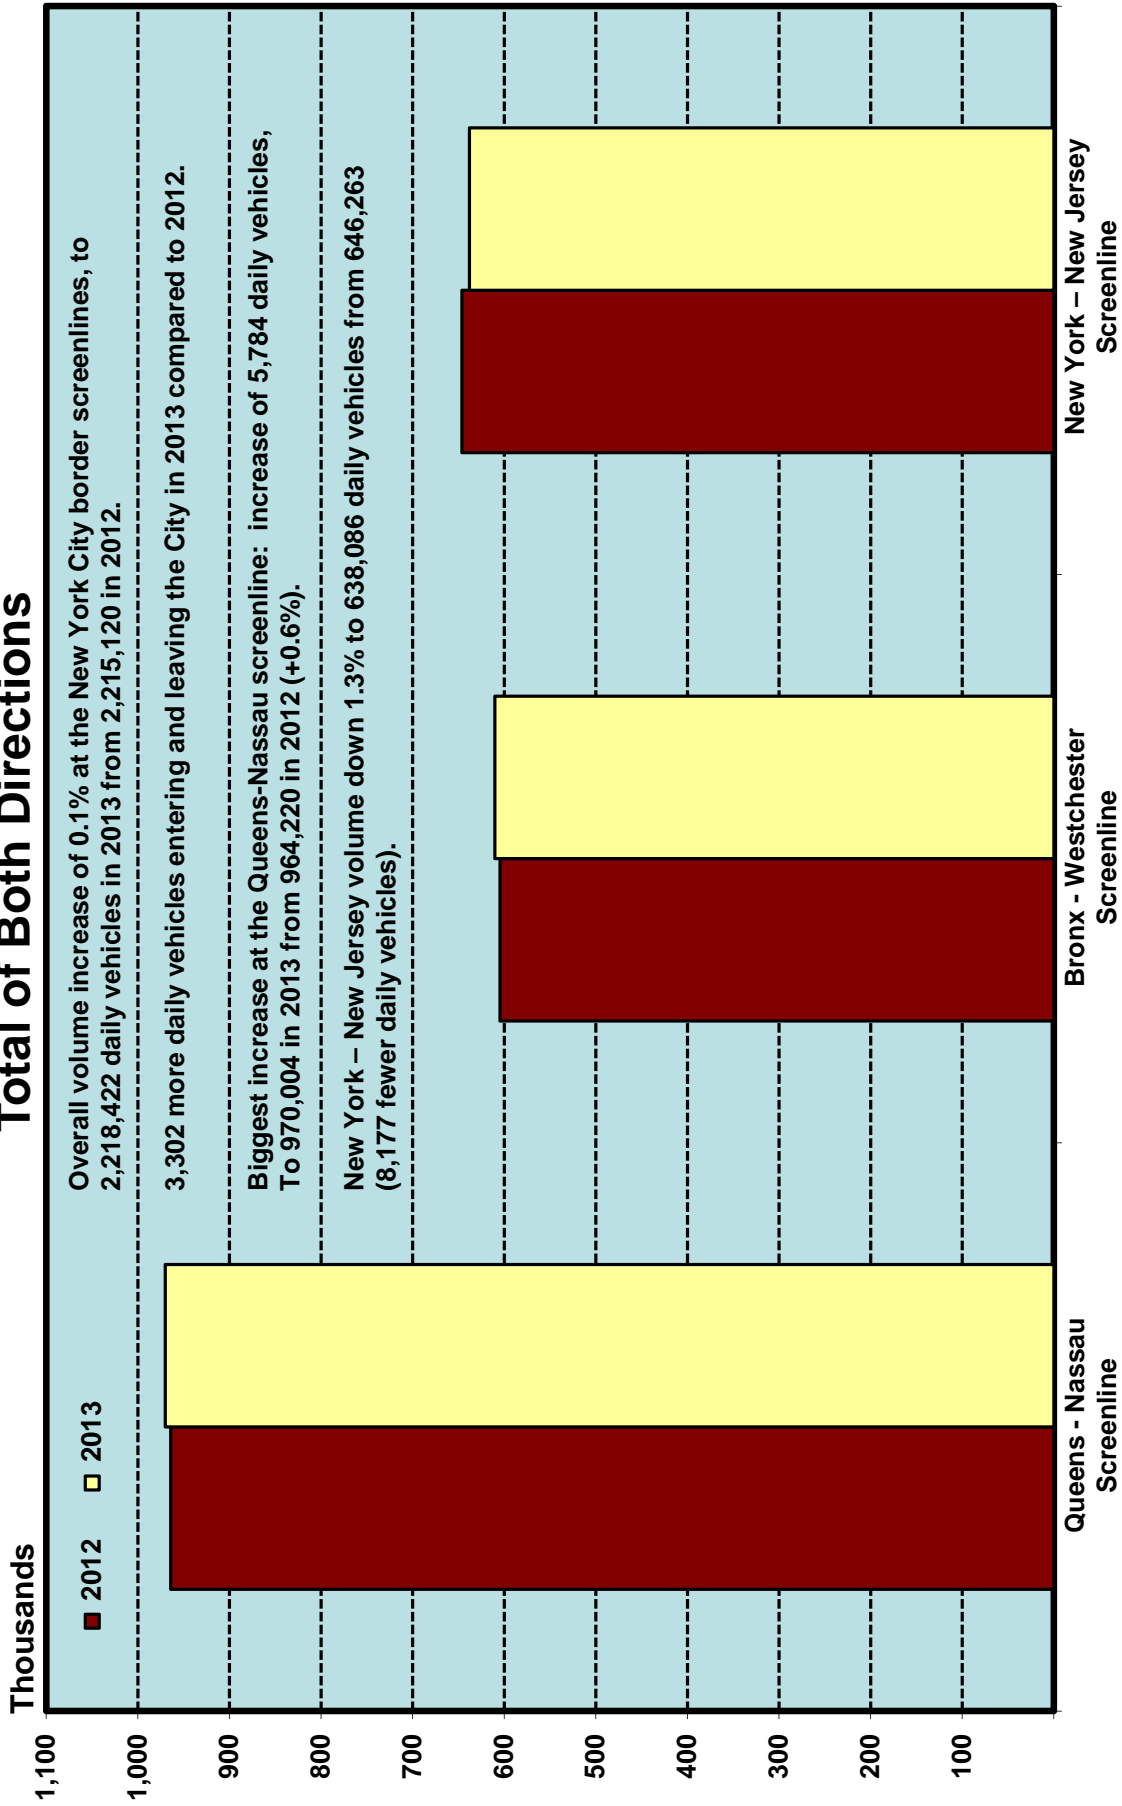 Total of Both Directions
Thousands
2012
2013
Overall volume increase of 0.1% at the New York City border screenlines, to
2,218,422 daily vehicles in 2013 from 2,215,120 in 2012.
3,302 more daily vehicles entering and leaving the City in 2013 compared to 2012.
Biggest increase at the Queens-Nassau screenline: increase of 5,784 daily vehicles,
To 970,004 in 2013 from 964,220 in 2012 (+0.6%).
New York – New Jersey volume down 1.3% to 638,086 daily vehicles from 646,263
(8,177 fewer daily vehicles).
1,100
1,000
900
800
700
600
500
400
300
200
100
Queens - Nassau
Screenline
Bronx - Westchester
Screenline
New York – New Jersey
Screenline